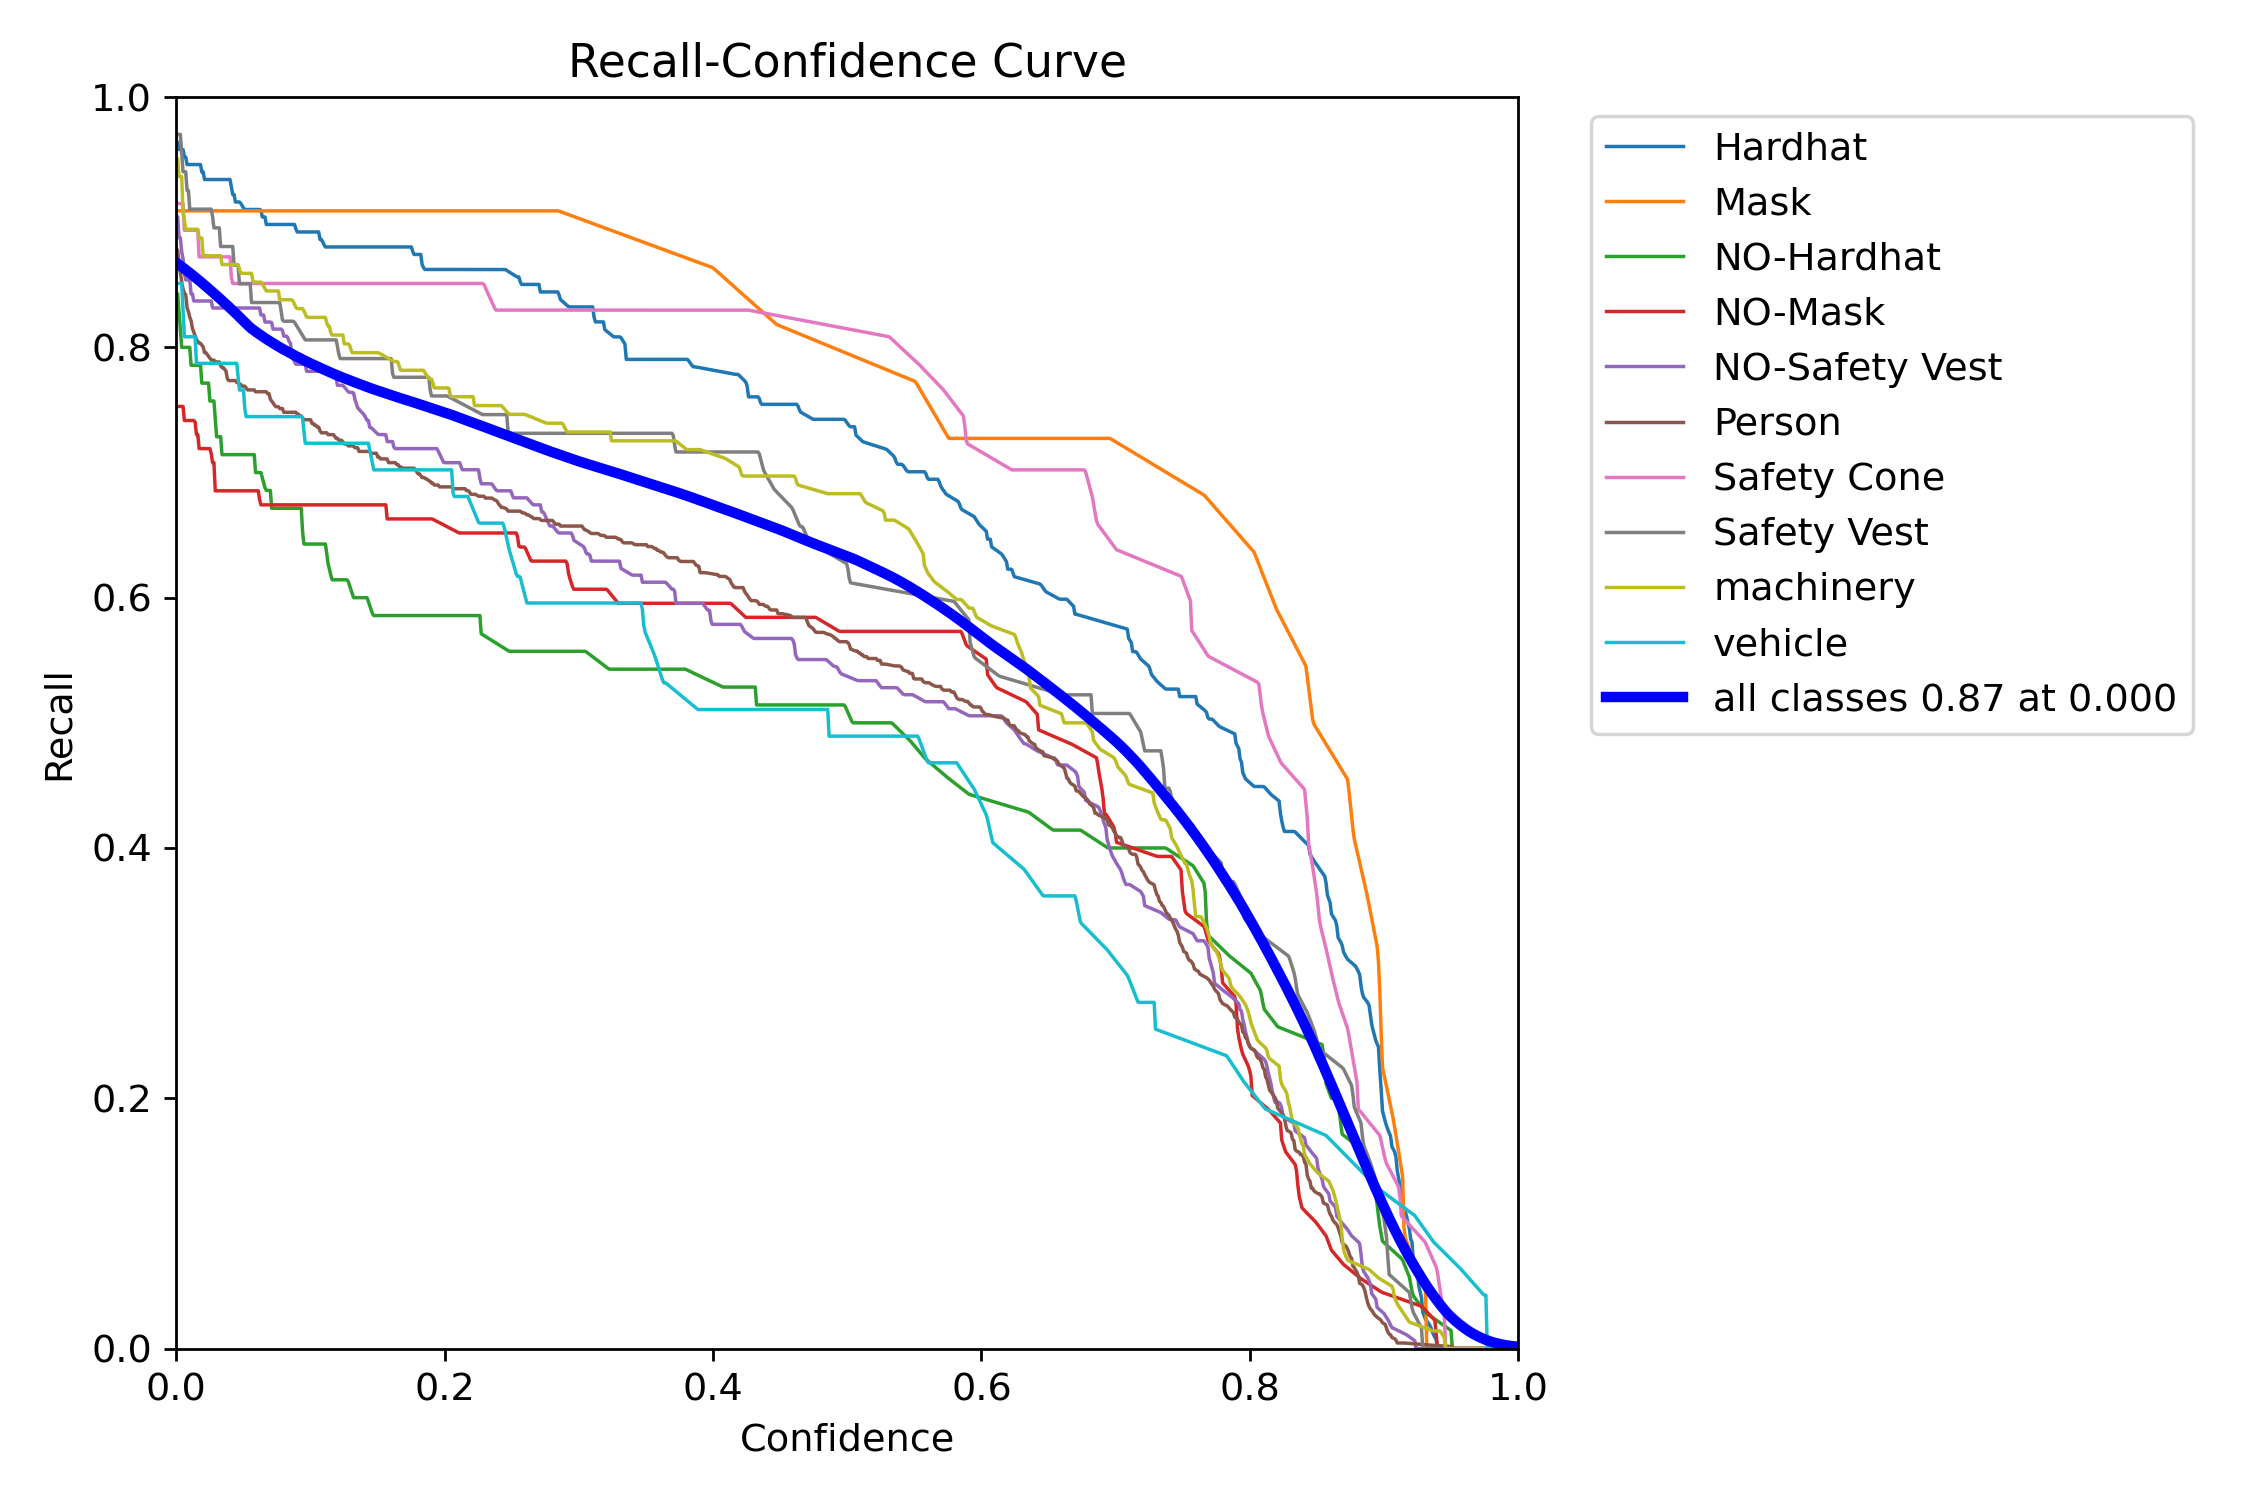 Recall-Confidence Curve
1.0
0.8
0.6
0.4
0.2
0.0
Recall
0.0 0.2 0.4 0.6 0.8 1.0
Confidence
Hardhat
Mask
NO-Hardhat
NO-Mask
NO-Safety Vest
Person
Safety Cone
Safety Vest
machinery
vehicle
all classes 0.87 at 0.000